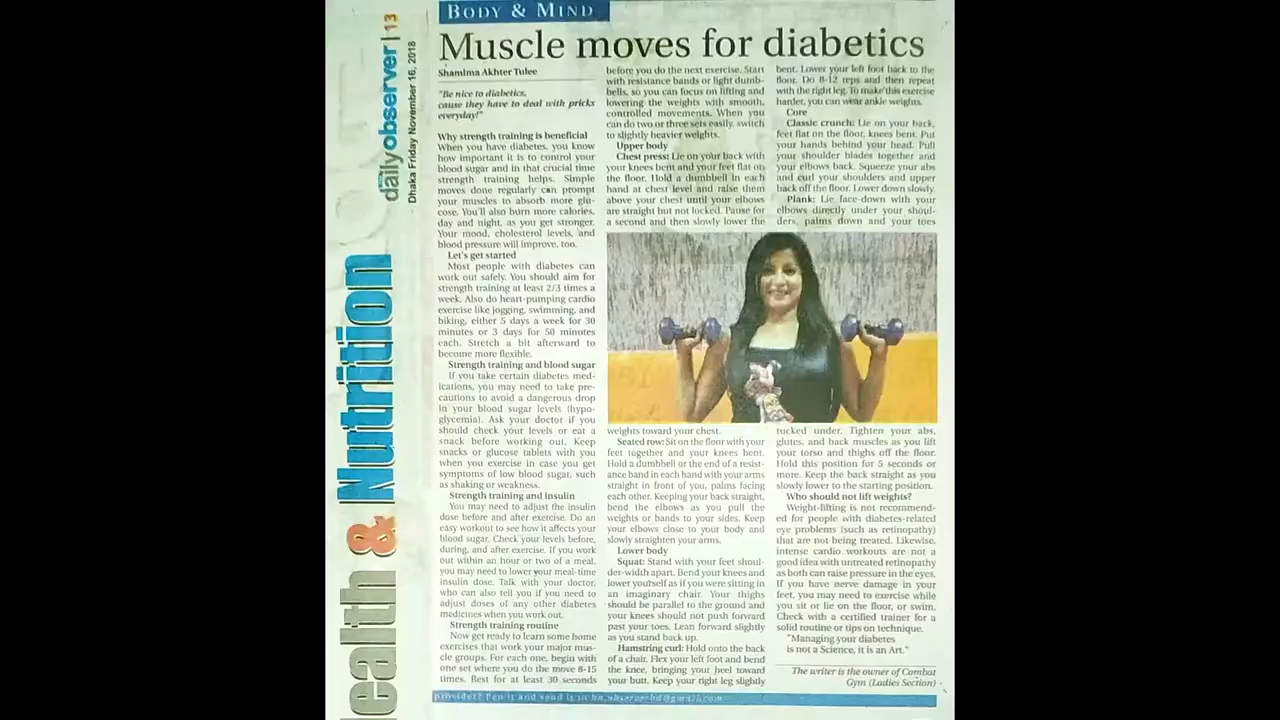 BODY & MIND
Muscle moves for diabetics
Shamima Akhter Tulee
"Be nice to diabetics,
cause they have to deal with pricks
everyday!"
Why strength training is beneficial
When you have diabetes, you know
how important it is to control your
blood sugar and in that crucial time
strength training helps. Simple
moves done regularly can prompt
your muscles to absorb more glu-
cose. You'll also burn more calories,
day and night, as you get stronger.
Your mood, cholesterol levels, and
blood pressure will improve, too.
Let's get started
Most people with diabetes can
work out safely. You should aim for
strength training at least 2/3 times a
week. Also do heart-pumping cardio
exercise like jogging, swimming, and
biking, either 5 days a week for 30
minutes or 3 days for 50 minutes
each. Stretch a bit afterward to
become more flexible.
Strength training and blood sugar
If you take certain diabetes med-
ications, you may need to take pre-
cautions to avoid a dangerous drop
in your blood sugar levels (hypo-
glycemia). Ask your doctor if you
should check your levels or eat a
snack before working out. Keep
snacks or glucose tablets with you
when you exercise in case you get
symptoms of low blood sugar, such
as shaking or weakness.
Strength training and insulin
You may need to adjust the insulin
dose before and after exercise. Do an
easy workout to see how it affects your
blood sugar. Check your levels before,
during, and after exercise. If you work
out within an hour or two of a meal,
you may need to lower your meal-time
insulin dose. Talk with your doctor,
who can also tell you if you need to
adjust doses of any other diabetes
medicines when you work out.
Strength training routine
Now get ready to learn some home
exercises that work your major mus-
cle groups. For each one, begin with
one set where you do the move 8-15
times. Rest for at least 30 seconds
before you do the next exercise. Start
with resistance bands or light dumb-
bells, so you can focus on lifting and
lowering the weights with smooth,
controlled movements. When you
can do two or three sets easily, switch
to slightly heavier weights.
Upper body
Chest press: Lie on your back with
your knees bent and your feet flat on
the floor. Hold a dumbbell in each
hand at chest level and raise them
above your chest until your elbows
are straight but not locked. Pause for
a second and then slowly lower the
weights toward your chest.
Seated row: Sit on the floor with your
feet together and your knees bent.
Hold a dumbbell or the end of a resist-
ance band in each hand with your arms
straight in front of you, palms facing
each other. Keeping your back straight,
bend the elbows as you pull the
weights or bands to your sides. Keep
your elbows close to your body and
slowly straighten your arms.
Lower body
Squat: Stand with your feet shoul-
der-width apart. Bend your knees and
lower yourself as if you were sitting in
an imaginary chair. Your thighs
should be parallel to the ground and
your knees should not push forward
past your toes. Lean forward slightly
as you stand back up.
Hamstring curl: Hold onto the back
of a chair. Flex your left foot and bend
the knee, bringing your heel toward
your butt. Keep your right leg slightly
bent. Lower your left foot back to the
floor. Do 8-12 reps and then repeat
with the right leg. To make this exercise
harder, you can wear ankle weights.
Core
Classic crunch: Lie on your back,
feet flat on the floor, knees bent. Put
your hands behind your head. Pull
your shoulder blades together and
your elbows back. Squeeze your abs
and curl your shoulders and upper
back off the floor. Lower down slowly.
Plank: Lie face-down with your
elbows directly under your shoul-
ders, palms down and your toes
tucked under. Tighten your abs,
glutes, and back muscles as you lift
your torso and thighs off the floor.
Hold this position for 5 seconds or
more. Keep the back straight as you
slowly lower to the starting position.
Who should not lift weights?
Weight-lifting is not recommend-
ed for people with diabetes-related
eye problems (such as retinopathy)
that are not being treated. Likewise,
intense cardio workouts are not a
good idea with untreated retinopathy
as both can raise pressure in the eyes.
If you have nerve damage in your
feet, you may need to exercise while
you sit or lie on the floor, or swim.
Check with a certified trainer for a
solid routine or tips on technique.
"Managing your diabetes
is not a Science, it is an Art."
The writer is the owner of Combat
Gym (Ladies Section)
provider? Pen it and send is to
ealth & Nutrition
dailyobserver | 13
Dhaka Friday November 16, 2018